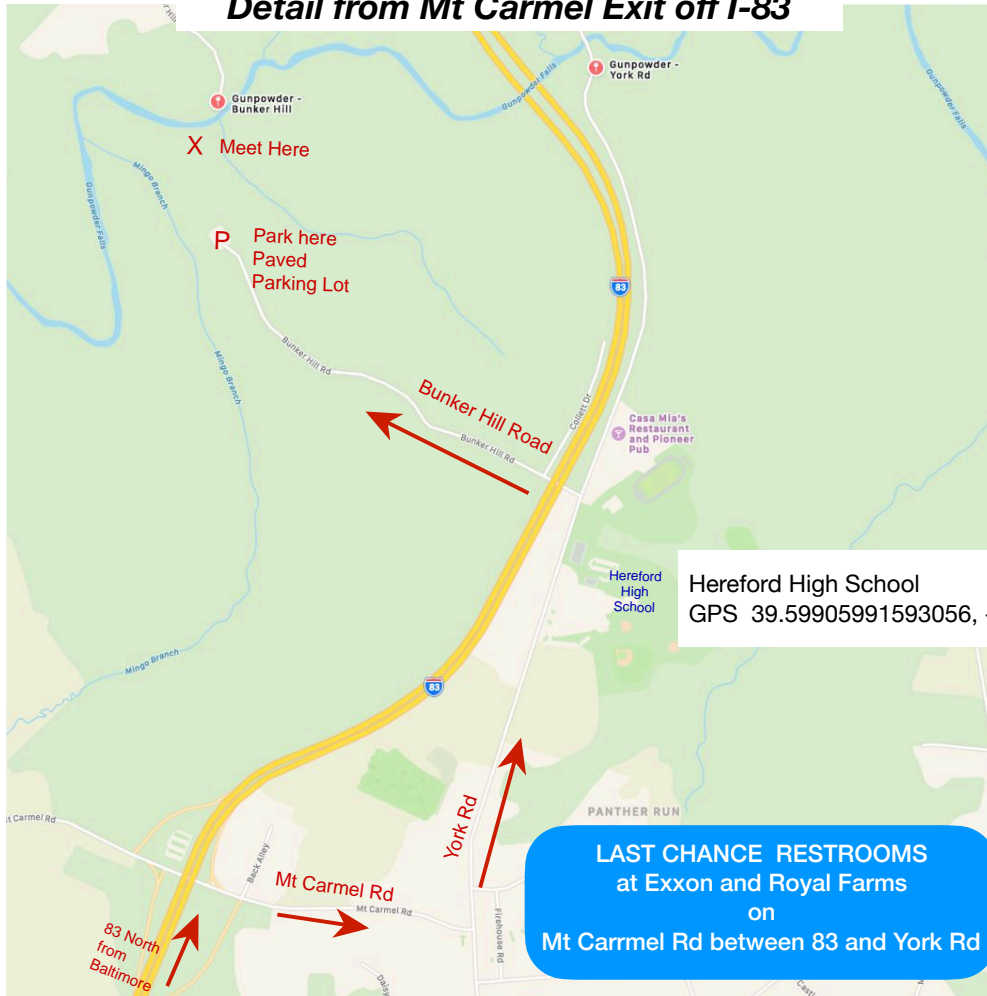 Detail from Mt Carmel Exit off I-83
Gunpowder -
York Rd
Gunpowder -
Bunker Hill
Gunpowder Falls
Gunpowder Falls
X Meet Here
Mingo Branch
Gunpowder Falls
P Park here
Paved
Parking Lot
83
Bunker Hill Rd
Mingo Branch
Bunker Hill Road
Collett Dr
Casa Mia's
Restaurant
and Pioneer
Pub
Bunker Hill Rd
Hereford
High
School
Hereford High School
GPS 39.59905991593056, -
Mingo Branch
83
PANTHER RUN
York Rd
Mt Carmel Rd
Back Alley
LAST CHANCE RESTROOMS
at Exxon and Royal Farms
on
Mt Carrmel Rd between 83 and York Rd
Mt Carmel Rd
Mt Carmel Rd
Firehouse Rd
83 North
from
Baltimore